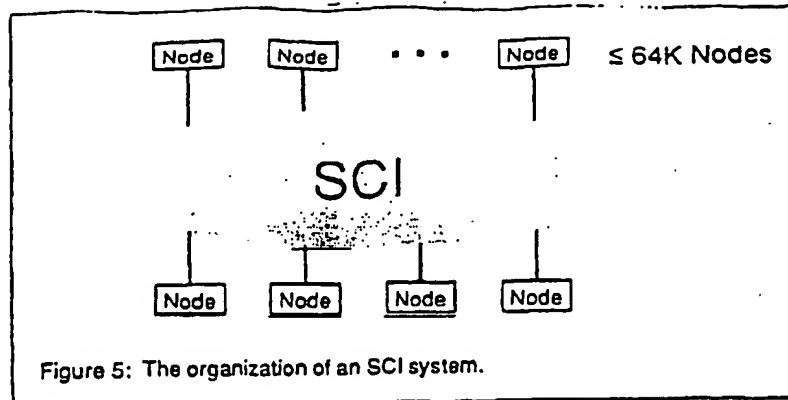 Node Node • • • Node ≤ 64K Nodes
SCI
Node Node Node Node
Figure 5: The organization of an SCI system.